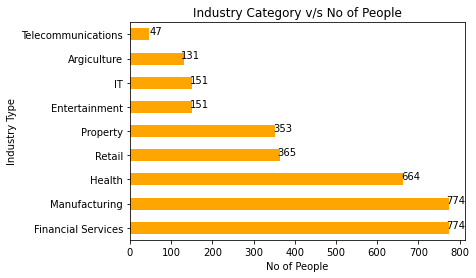 Industry Category v/s No of People
Industry Type
Telecommunications 47
Argiculture 131
IT 151
Entertainment 151
Property 353
Retail 365
Health 664
Manufacturing 774
Financial Services 774
0 100 200 300 400 500 600 700 800
No of People